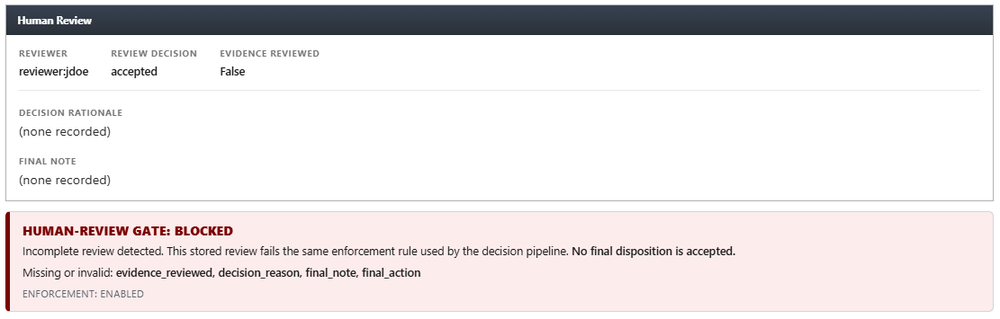 Human Review
REVIEWER REVIEW DECISION EVIDENCE REVIEWED
reviewer:jdoe accepted False
DECISION RATIONALE
(none recorded)
FINAL NOTE
(none recorded)
HUMAN-REVIEW GATE: BLOCKED
Incomplete review detected. This stored review fails the same enforcement rule used by the decision pipeline. No final disposition is accepted.
Missing or invalid: evidence_reviewed, decision_reason, final_note, final_action
ENFORCEMENT: ENABLED